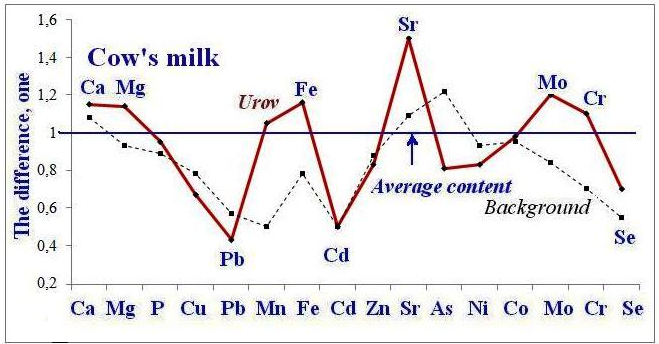 1,6
1,4
1,2
1
0,8
0,6
0,4
0,2
The difference, one
Cow's milk
Ca Mg
Urov
Fe
Sr
Mo
Cr
Average content
Background
Pb
Cd
Se
Ca Mg P Cu Pb Mn Fe Cd Zn Sr As Ni Co Mo Cr Se